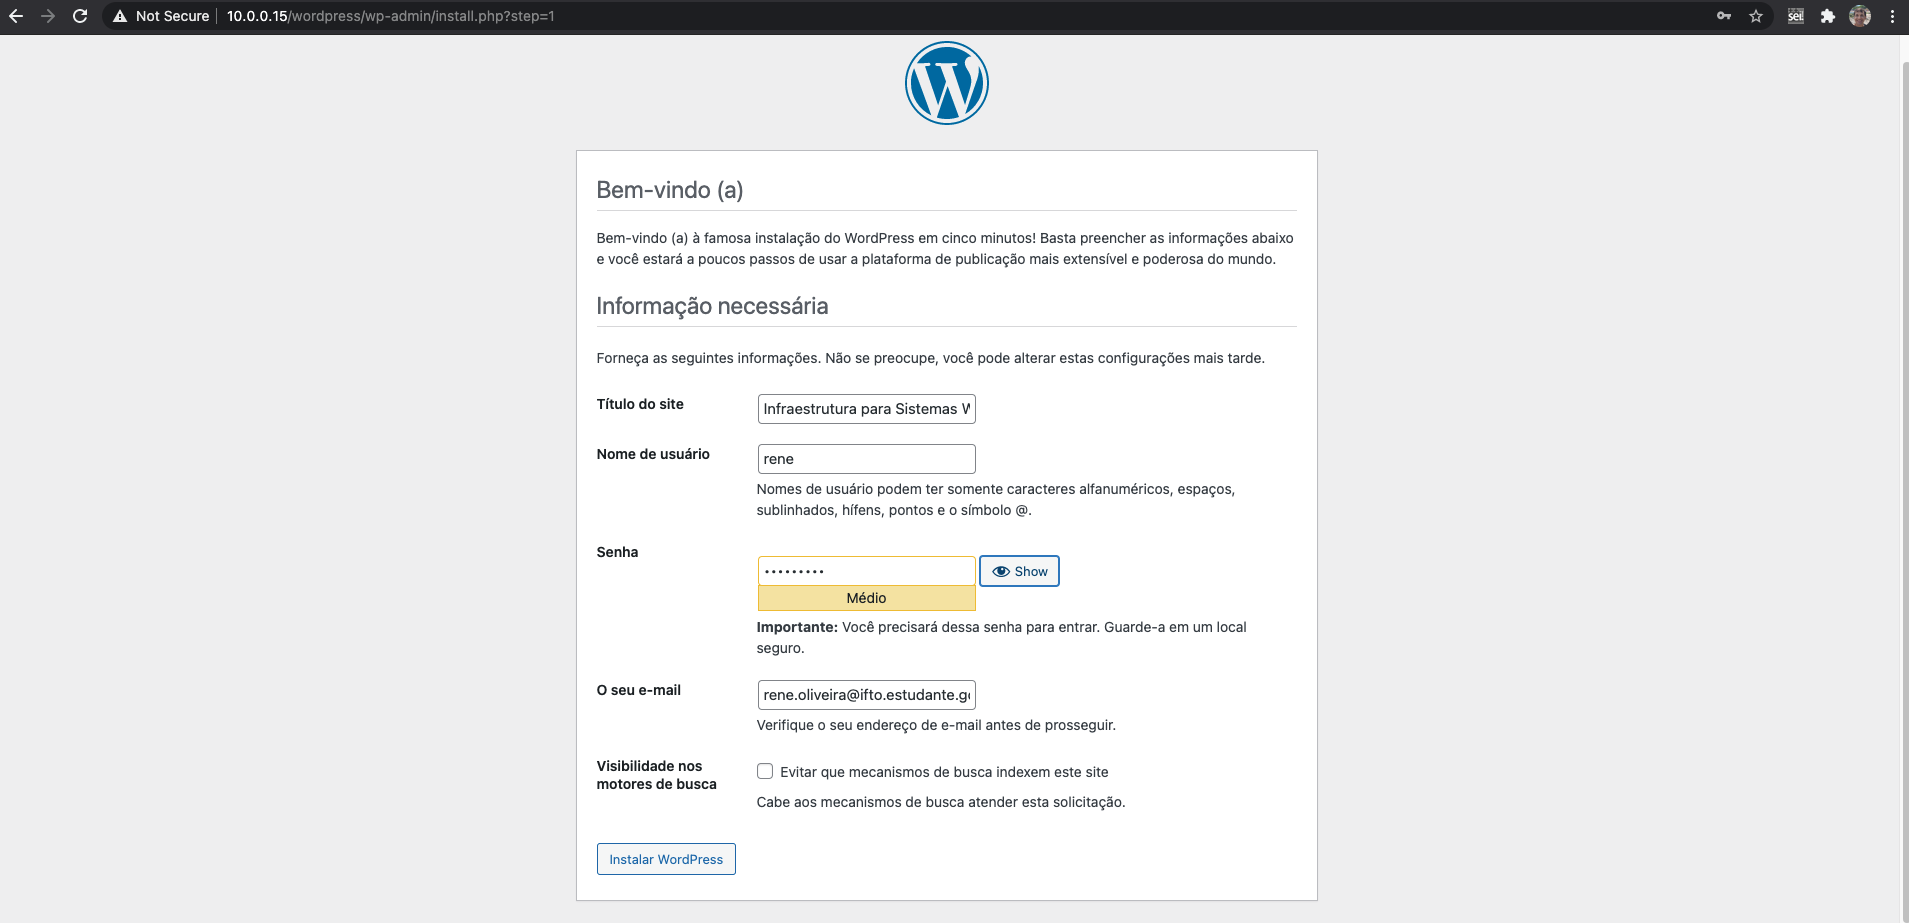 Not Secure 10.0.0.15/wordpress/wp-admin/install.php?step=1
sei!
Bem-vindo (a)
Bem-vindo (a) à famosa instalação do WordPress em cinco minutos! Basta preencher as informações abaixo
e você estará a poucos passos de usar a plataforma de publicação mais extensível e poderosa do mundo.
Informação necessária
Forneça as seguintes informações. Não se preocupe, você pode alterar estas configurações mais tarde.
Título do site
Infraestrutura para Sistemas W
Nome de usuário
rene
Nomes de usuário podem ter somente caracteres alfanuméricos, espaços,
sublinhados, hífens, pontos e o símbolo @.
Senha
•••••••••
Show
Médio
Importante: Você precisará dessa senha para entrar. Guarde-a em um local
seguro.
O seu e-mail
rene.oliveira@ifto.estudante.g
Verifique o seu endereço de e-mail antes de prosseguir.
Visibilidade nos
motores de busca
Evitar que mecanismos de busca indexem este site
Cabe aos mecanismos de busca atender esta solicitação.
Instalar WordPress